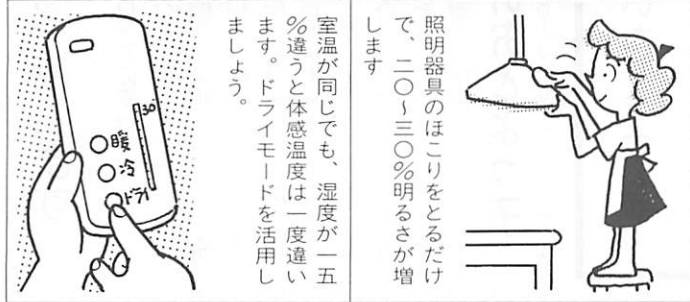 照明器具のほこりをとるだけ
で、二〇～三〇%明るさが増
します
室温が同じでも、湿度が一五
%違うと体感温度は一度違い
ます。ドライモードを活用し
ましょう。
30
暖
冷
ドライ